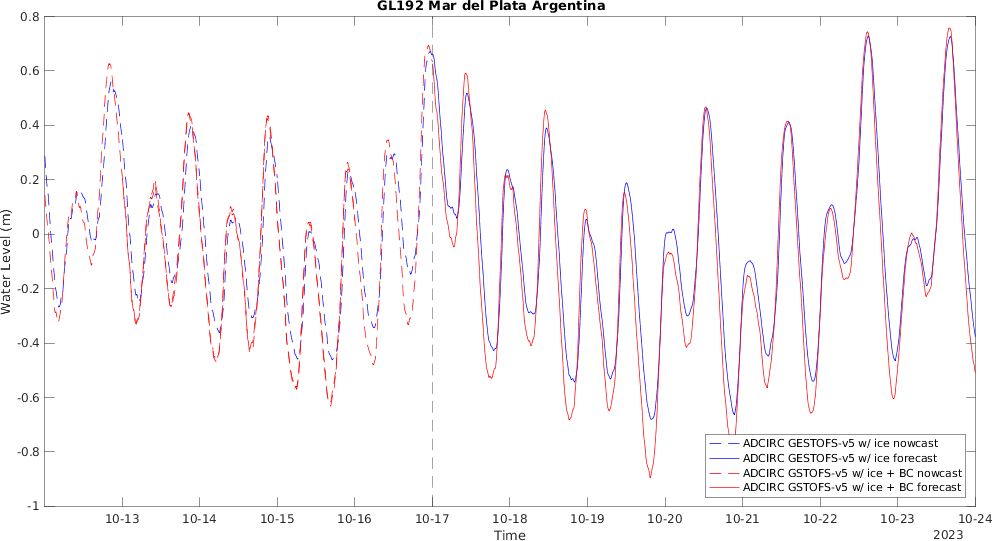 GL192 Mar del Plata Argentina
0.8
0.6
0.4
0.2
0
-0.2
-0.4
-0.6
-0.8
-1
Water Level (m)
ADCIRC GESTOFS-v5 w/ ice nowcast
ADCIRC GESTOFS-v5 w/ ice forecast
ADCIRC GSTOFS-v5 w/ ice + BC nowcast
ADCIRC GSTOFS-v5 w/ ice + BC forecast
10-13 10-14 10-15 10-16 10-17 10-18 10-19 10-20 10-21 10-22 10-23 10-24
Time
2023